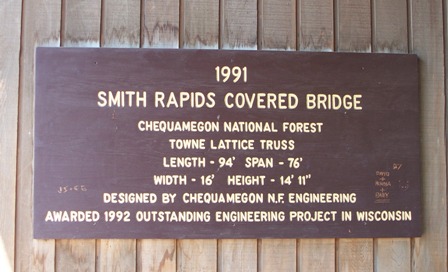 1991
SMITH RAPIDS COVERED BRIDGE
CHEQUAMEGON NATIONAL FOREST
TOWNE LATTICE TRUSS
LENGTH - 94' SPAN - 76'
WIDTH - 16' HEIGHT - 14' 11"
DESIGNED BY CHEQUAMEGON N.F. ENGINEERING
AWARDED 1992 OUTSTANDING ENGINEERING PROJECT IN WISCONSIN